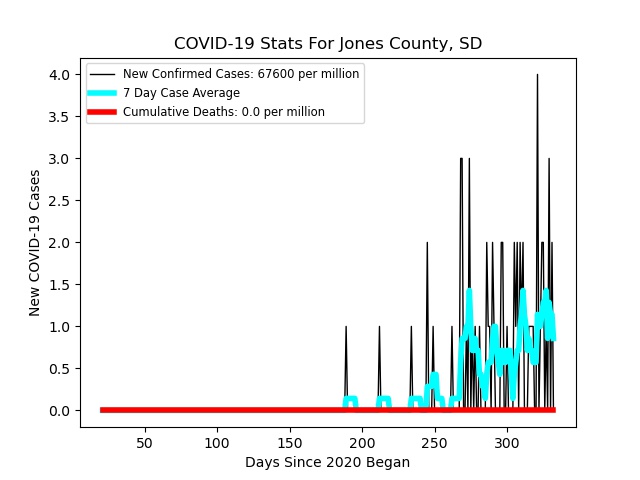 COVID-19 Stats For Jones County, SD
New Confirmed Cases: 67600 per million
7 Day Case Average
Cumulative Deaths: 0.0 per million
New COVID-19 Cases
4.0
3.5
3.0
2.5
2.0
1.5
1.0
0.5
0.0
50 100 150 200 250 300
Days Since 2020 Began